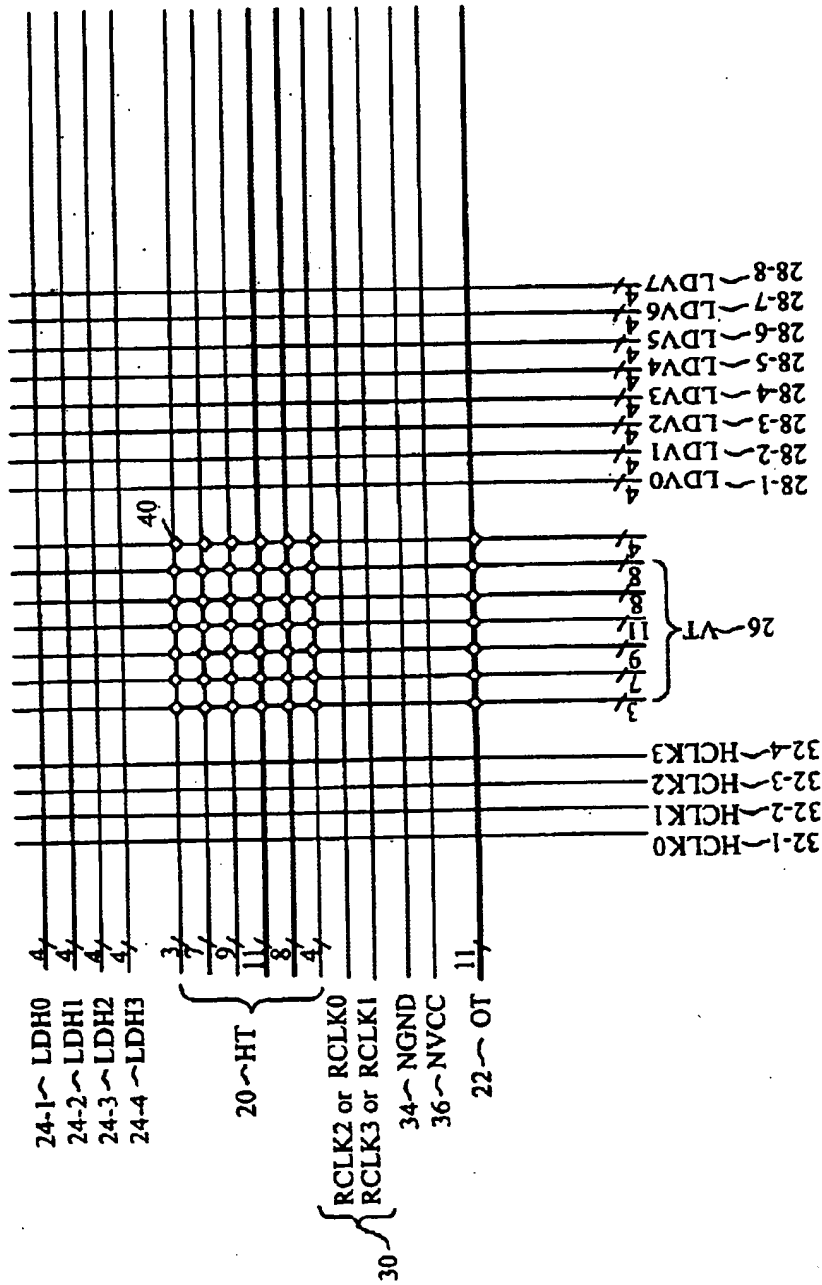 24-1~LDH0 4
24-2~LDH1 4
24-3~LDH2 4
24-4~LDH3 4
40
20~HT
3
7
9
11
8
4
30
RCLK2 or RCLK0
RCLK3 or RCLK1
34~NGND
36~NVCC
22~OT 11
32-1~HCLK0
32-2~HCLK1
32-3~HCLK2
32-4~HCLK3
3
7
9
11
8
8
4
26~VT
28-1~LDV0 4
28-2~LDV1 4
28-3~LDV2 4
28-4~LDV3 4
28-5~LDV4 4
28-6~LDV5 4
28-7~LDV6 4
28-8~LDV7 4